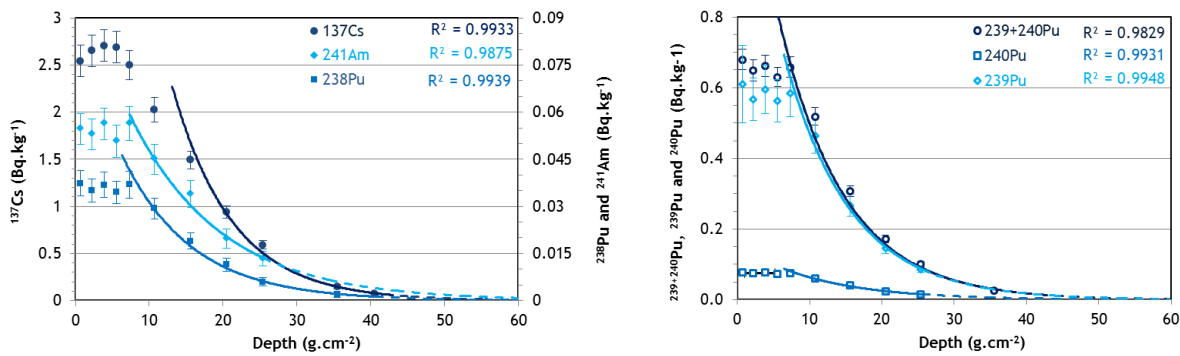 3
2.5
2
1.5
1
0.5
0
0.09
0.075
0.06
0.045
0.03
0.015
0
0 10 20 30 40 50 60
137Cs R² = 0.9933
241Am R² = 0.9875
238Pu R² = 0.9939
¹³⁷Cs (Bq.kg⁻¹)
²³⁸Pu and ²⁴¹Am (Bq.kg⁻¹)
Depth (g.cm⁻²)
0.8
0.6
0.4
0.2
0.0
0 10 20 30 40 50 60
239+240Pu R² = 0.9829
240Pu R² = 0.9931
239Pu R² = 0.9948
²³⁹⁺²⁴⁰Pu, ²³⁹Pu and ²⁴⁰Pu (Bq.kg-1)
Depth (g.cm⁻²)